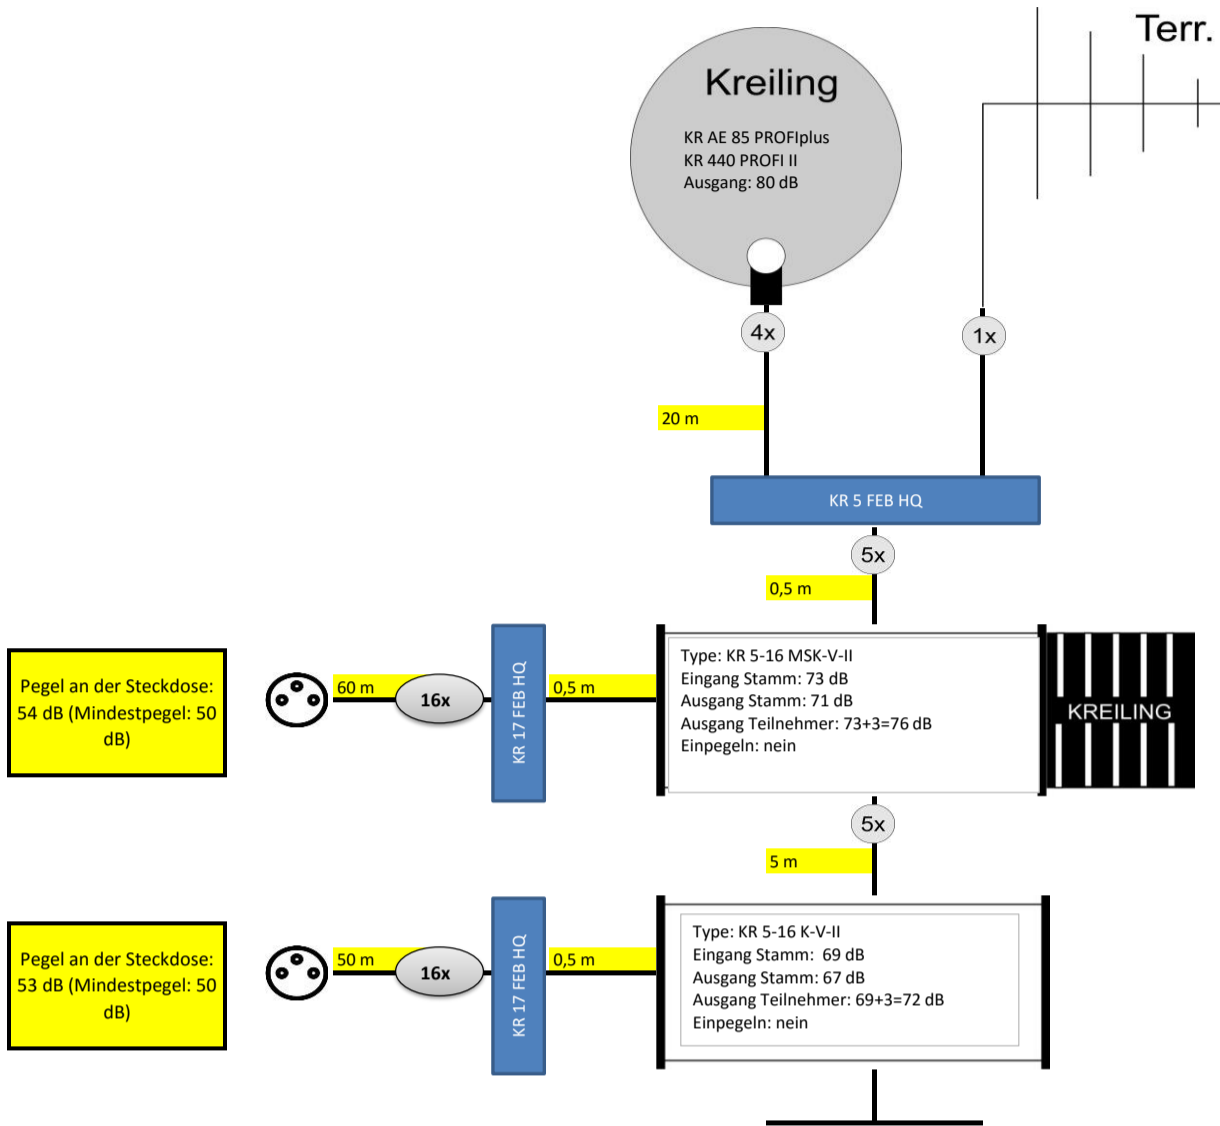 Terr.
Kreiling
KR AE 85 PROFIplus
KR 440 PROFI II
Ausgang: 80 dB
4x
1x
20 m
KR 5 FEB HQ
5x
0,5 m
Pegel an der Steckdose:
54 dB (Mindestpegel: 50
dB)
60 m
16x
KR 17 FEB HQ
0,5 m
Type: KR 5-16 MSK-V-II
Eingang Stamm: 73 dB
Ausgang Stamm: 71 dB
Ausgang Teilnehmer: 73+3=76 dB
Einpegeln: nein
KREILING
5x
5 m
Pegel an der Steckdose:
53 dB (Mindestpegel: 50
dB)
50 m
16x
KR 17 FEB HQ
0,5 m
Type: KR 5-16 K-V-II
Eingang Stamm:  69 dB
Ausgang Stamm: 67 dB
Ausgang Teilnehmer: 69+3=72 dB
Einpegeln: nein